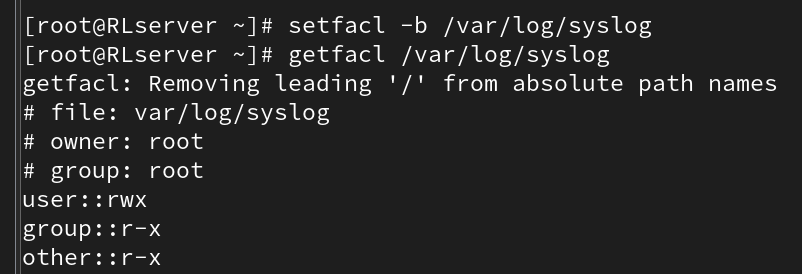 [root@RLserver ~]# setfacl -b /var/log/syslog
[root@RLserver ~]# getfacl /var/log/syslog
getfacl: Removing leading '/' from absolute path names
# file: var/log/syslog
# owner: root
# group: root
user::rwx
group::r-x
other::r-x